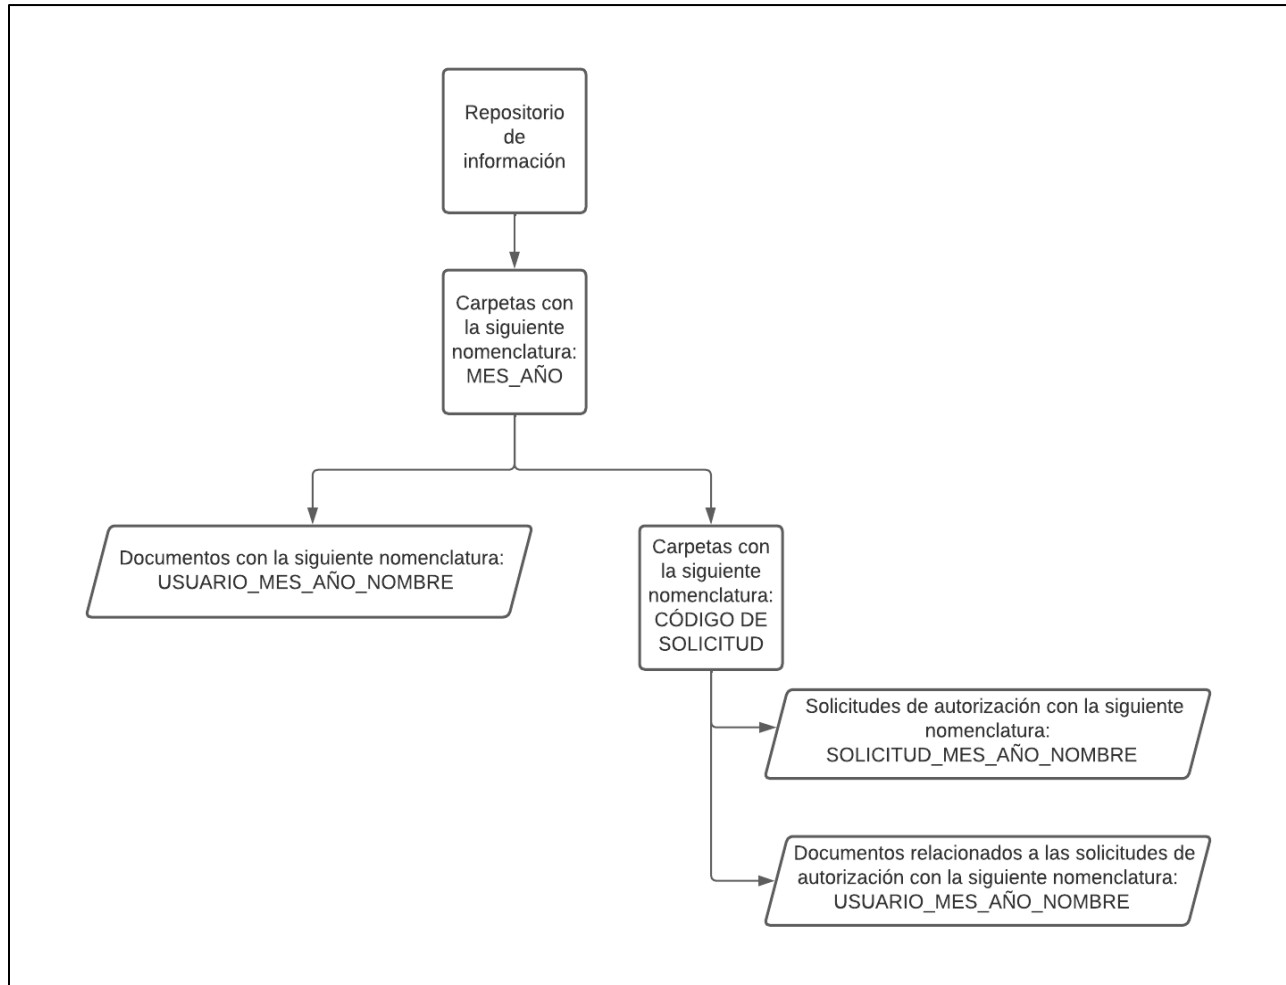 Repositorio
de
información
Carpetas con
la siguiente
nomenclatura:
MES_AÑO
Documentos con la siguiente nomenclatura:
USUARIO_MES_AÑO_NOMBRE
Carpetas con
la siguiente
nomenclatura:
CÓDIGO DE
SOLICITUD
Solicitudes de autorización con la siguiente
nomenclatura:
SOLICITUD_MES_AÑO_NOMBRE
Documentos relacionados a las solicitudes de
autorización con la siguiente nomenclatura:
USUARIO_MES_AÑO_NOMBRE